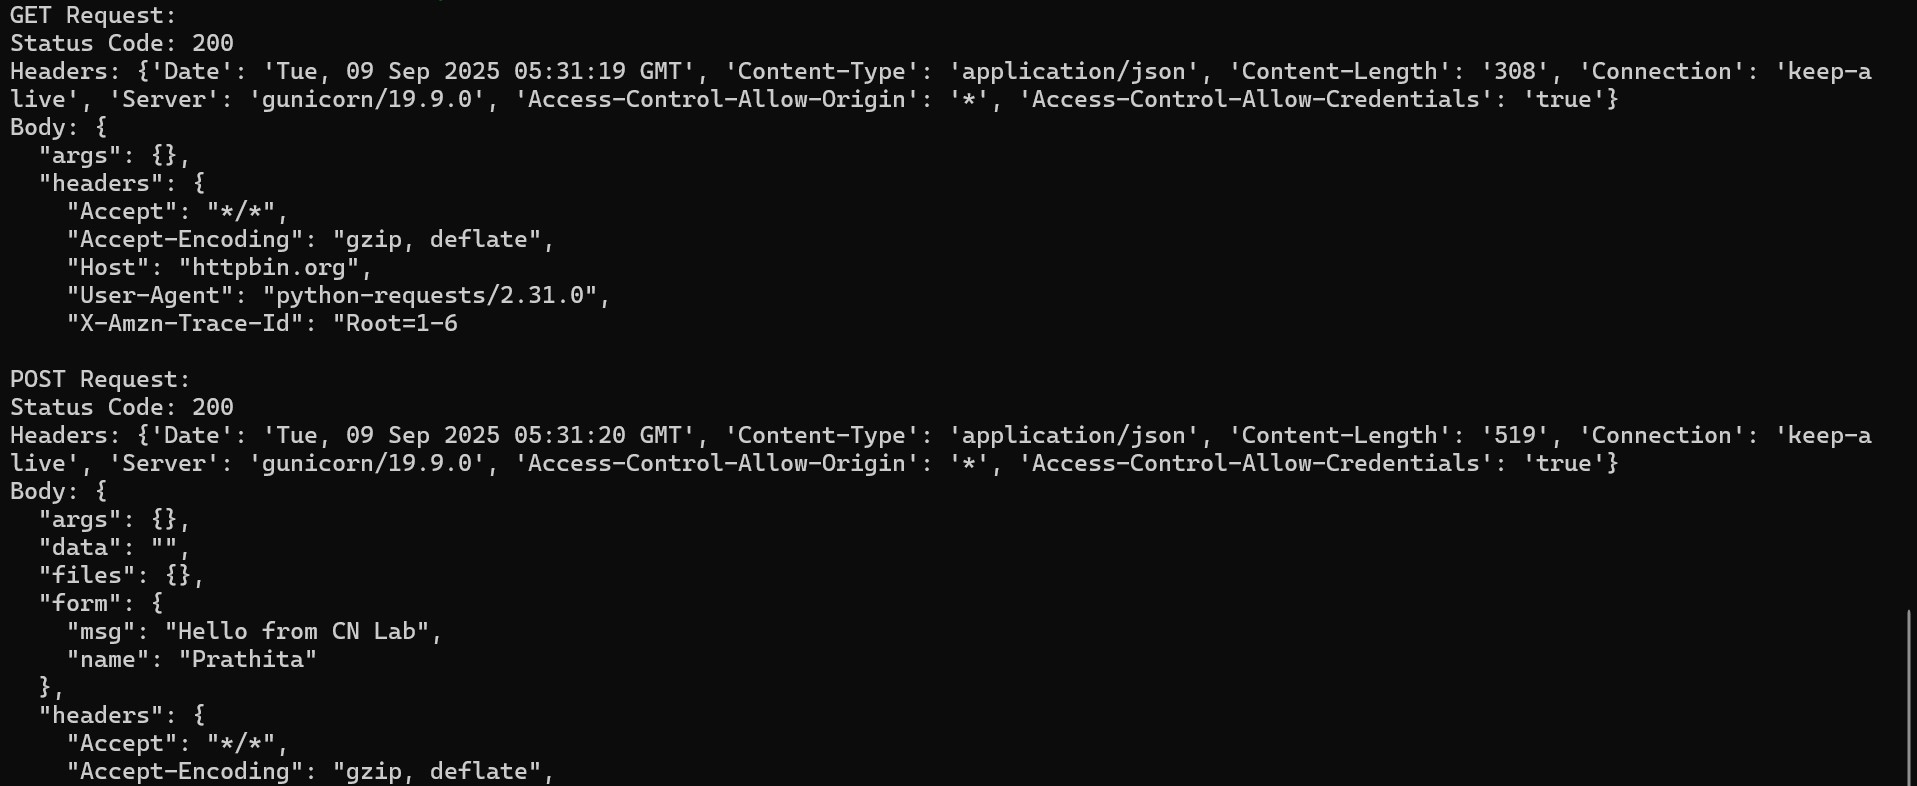 GET Request:
Status Code: 200
Headers: {'Date': 'Tue, 09 Sep 2025 05:31:19 GMT', 'Content-Type': 'application/json', 'Content-Length': '308', 'Connection': 'keep-a
live', 'Server': 'gunicorn/19.9.0', 'Access-Control-Allow-Origin': '*', 'Access-Control-Allow-Credentials': 'true'}
Body: {
  "args": {},
  "headers": {
    "Accept": "*/*",
    "Accept-Encoding": "gzip, deflate",
    "Host": "httpbin.org",
    "User-Agent": "python-requests/2.31.0",
    "X-Amzn-Trace-Id": "Root=1-6

POST Request:
Status Code: 200
Headers: {'Date': 'Tue, 09 Sep 2025 05:31:20 GMT', 'Content-Type': 'application/json', 'Content-Length': '519', 'Connection': 'keep-a
live', 'Server': 'gunicorn/19.9.0', 'Access-Control-Allow-Origin': '*', 'Access-Control-Allow-Credentials': 'true'}
Body: {
  "args": {},
  "data": "",
  "files": {},
  "form": {
    "msg": "Hello from CN Lab",
    "name": "Prathita"
  },
  "headers": {
    "Accept": "*/*",
    "Accept-Encoding": "gzip, deflate",